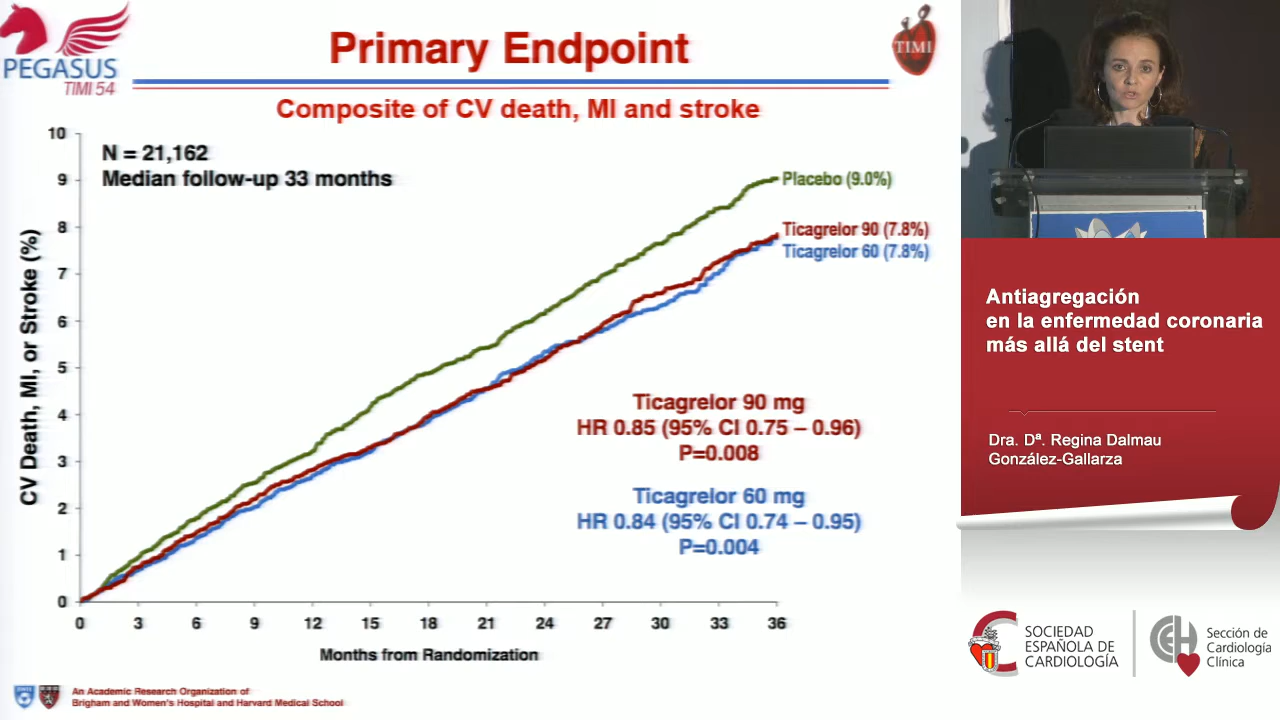 PEGASUS
TIMI 54
Primary Endpoint
TIMI
Composite of CV death, MI and stroke
N = 21,162
Median follow-up 33 months
CV Death, MI, or Stroke (%)
10
9
8
7
6
5
4
3
2
1
0
Placebo (9.0%)
Ticagrelor 90 (7.8%)
Ticagrelor 60 (7.8%)
Ticagrelor 90 mg
HR 0.85 (95% CI 0.75 – 0.96)
P=0.008
Ticagrelor 60 mg
HR 0.84 (95% CI 0.74 – 0.95)
P=0.004
0 3 6 9 12 15 18 21 24 27 30 33 36
Months from Randomization
An Academic Research Organization of
Brigham and Women's Hospital and Harvard Medical School
Antiagregación
en la enfermedad coronaria
más allá del stent
Dra. Dª. Regina Dalmau
González-Gallarza
SOCIEDAD
ESPAÑOLA DE
CARDIOLOGÍA
Sección de
Cardiología
Clínica